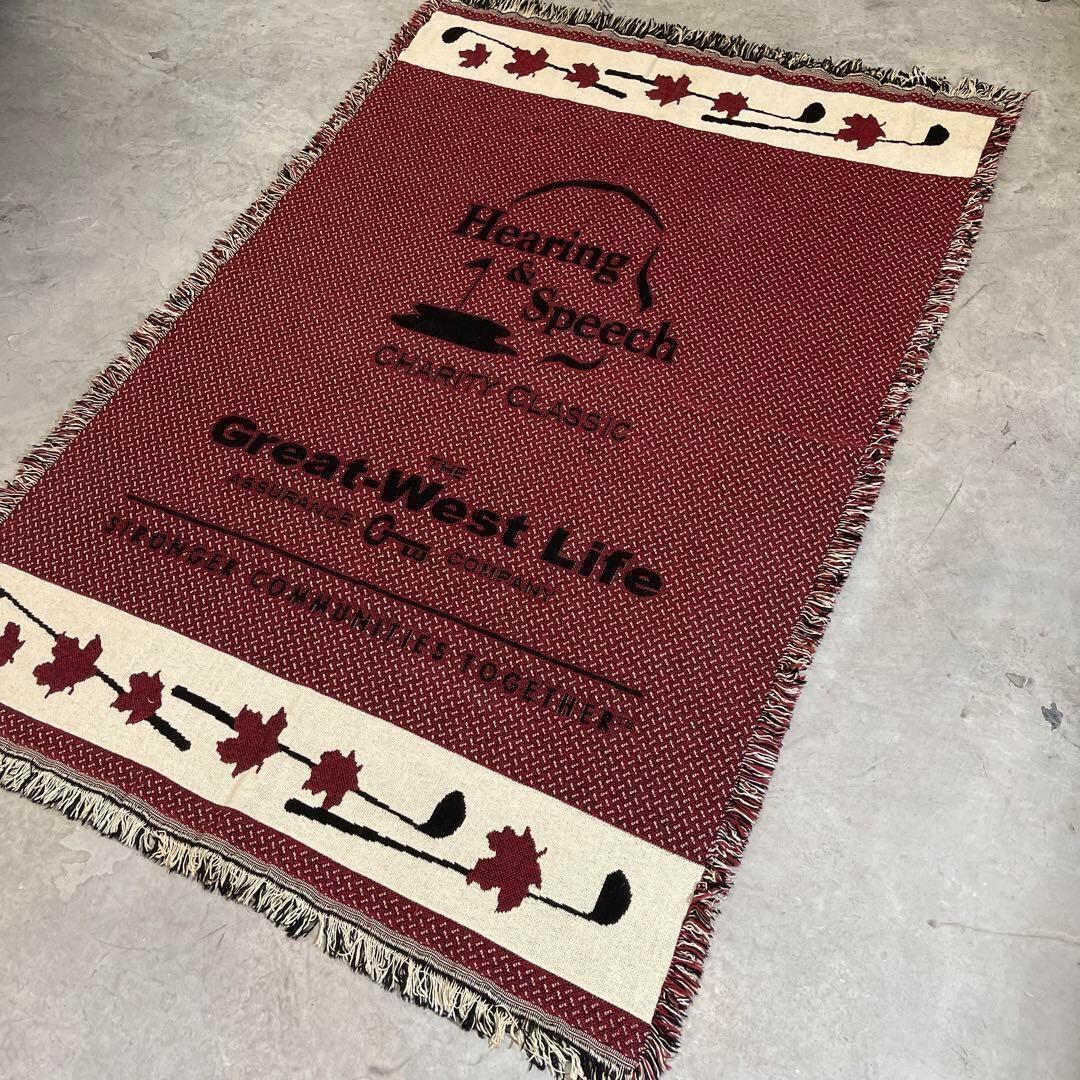 Hearing
&
Speech
CHARITY CLASSIC
THE
Great-West Life
ASSURANCE COMPANY
STRONGER COMMUNITIES TOGETHER